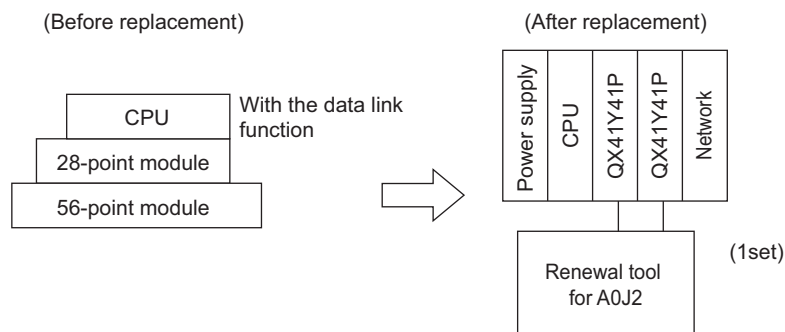 (Before replacement)
CPU
With the data link
function
28-point module
56-point module
(After replacement)
Power supply
CPU
QX41Y41P
QX41Y41P
Network
Renewal tool
for A0J2
(1set)